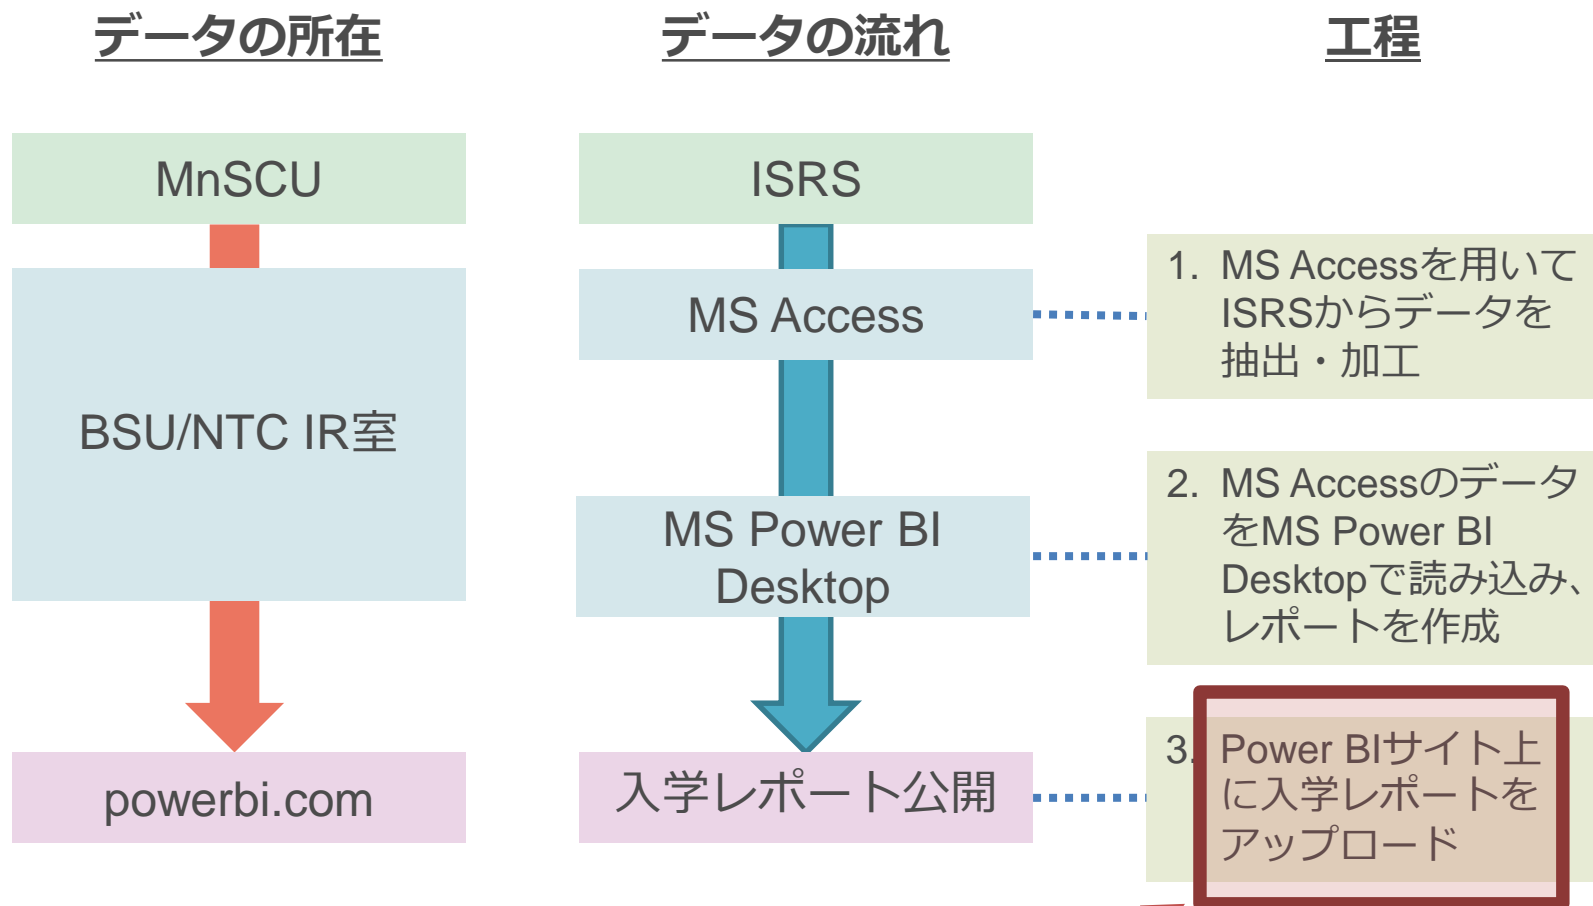 データの所在
データの流れ
工程
MnSCU
BSU/NTC IR室
powerbi.com
ISRS
MS Access
MS Power BI
Desktop
入学レポート公開
1. MS Accessを用いて
ISRSからデータを
抽出・加工
2. MS Accessのデータ
をMS Power BI
Desktopで読み込み、
レポートを作成
3. Power BIサイト上
に入学レポートを
アップロード